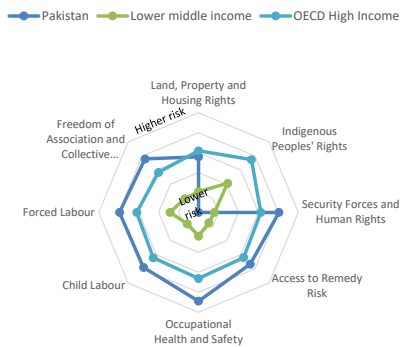 Pakistan Lower middle income OECD High Income
Land, Property and
Housing Rights
Higher risk
Freedom of
Association and
Collective...
Indigenous
Peoples' Rights
Lower
risk
Forced Labour
Security Forces and
Human Rights
Child Labour
Access to Remedy
Risk
Occupational
Health and Safety